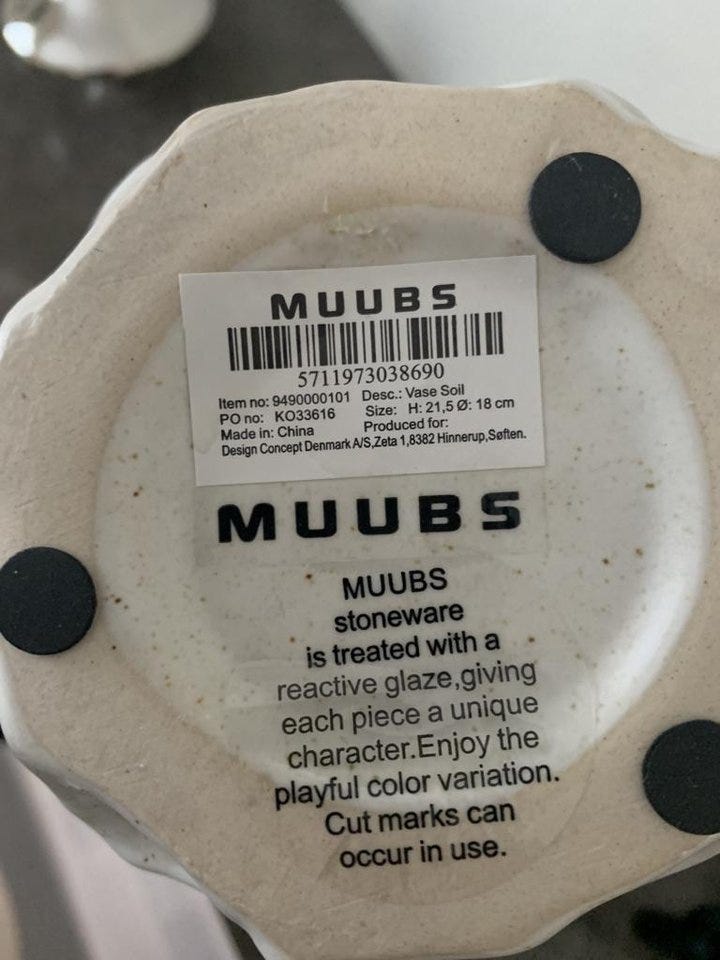 MUUBS
5711973038690
Item no: 9490000101 Desc.: Vase Soil
PO no: KO33616 Size: H: 21,5 Ø: 18 cm
Made in: China Produced for:
Design Concept Denmark A/S,Zeta 1,8382 Hinnerup,Søften.
MUUBS
MUUBS
stoneware
is treated with a
reactive glaze,giving
each piece a unique
character.Enjoy the
playful color variation.
Cut marks can
occur in use.